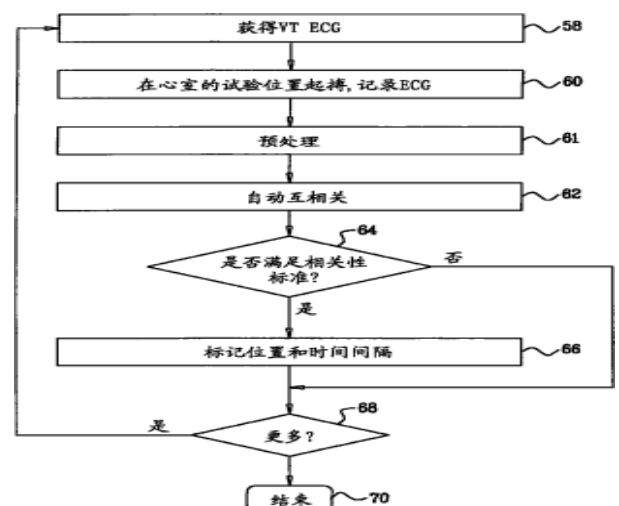 获得VT ECG
58
在心室的试验位置起搏,记录ECG
60
预处理
61
自动互相关
62
64
是否满足相关性
标准?
否
是
标记位置和时间间隔
66
68
是
更多?
结束
70